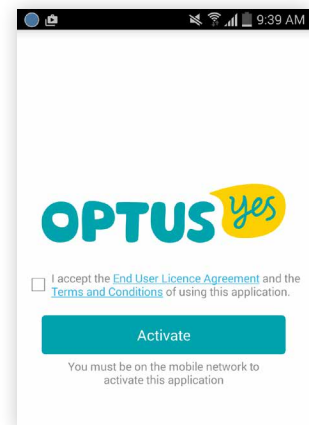 9:39 AM
OPTUS yes
I accept the End User Licence Agreement and the
Terms and Conditions of using this application.
Activate
You must be on the mobile network to
activate this application